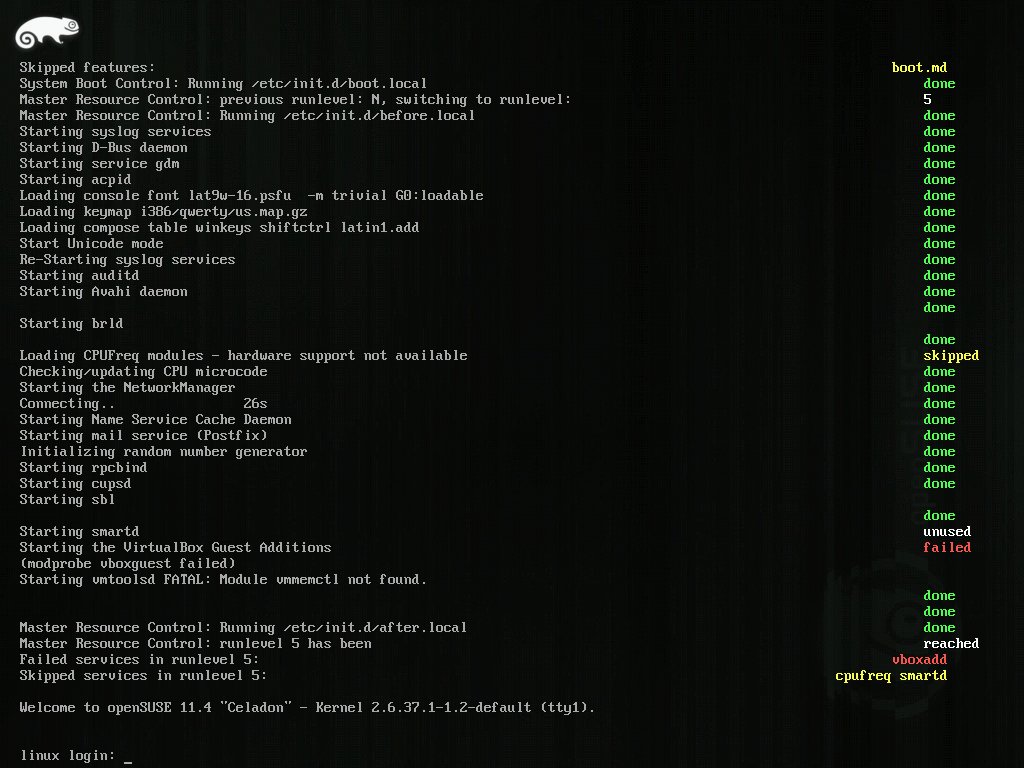 Skipped features: boot.md
System Boot Control: Running /etc/init.d/boot.local done
Master Resource Control: previous runlevel: N, switching to runlevel: 5
Master Resource Control: Running /etc/init.d/before.local done
Starting syslog services done
Starting D-Bus daemon done
Starting service gdm done
Starting acpid done
Loading console font lat9w-16.psfu  -m trivial G0:loadable done
Loading keymap i386/qwerty/us.map.gz done
Loading compose table winkeys shiftctrl latin1.add done
Start Unicode mode done
Re-Starting syslog services done
Starting auditd done
Starting Avahi daemon done
done
Starting brld
done
Loading CPUFreq modules - hardware support not available skipped
Checking/updating CPU microcode done
Starting the NetworkManager done
Connecting.. 26s done
Starting Name Service Cache Daemon done
Starting mail service (Postfix) done
Initializing random number generator done
Starting rpcbind done
Starting cupsd done
Starting sbl
done
Starting smartd unused
Starting the VirtualBox Guest Additions failed
(modprobe vboxguest failed)
Starting vmtoolsd FATAL: Module vmmemctl not found.
done
done
Master Resource Control: Running /etc/init.d/after.local done
Master Resource Control: runlevel 5 has been reached
Failed services in runlevel 5: vboxadd
Skipped services in runlevel 5: cpufreq smartd
Welcome to openSUSE 11.4 "Celadon" - Kernel 2.6.37.1-1.2-default (tty1).
linux login: _